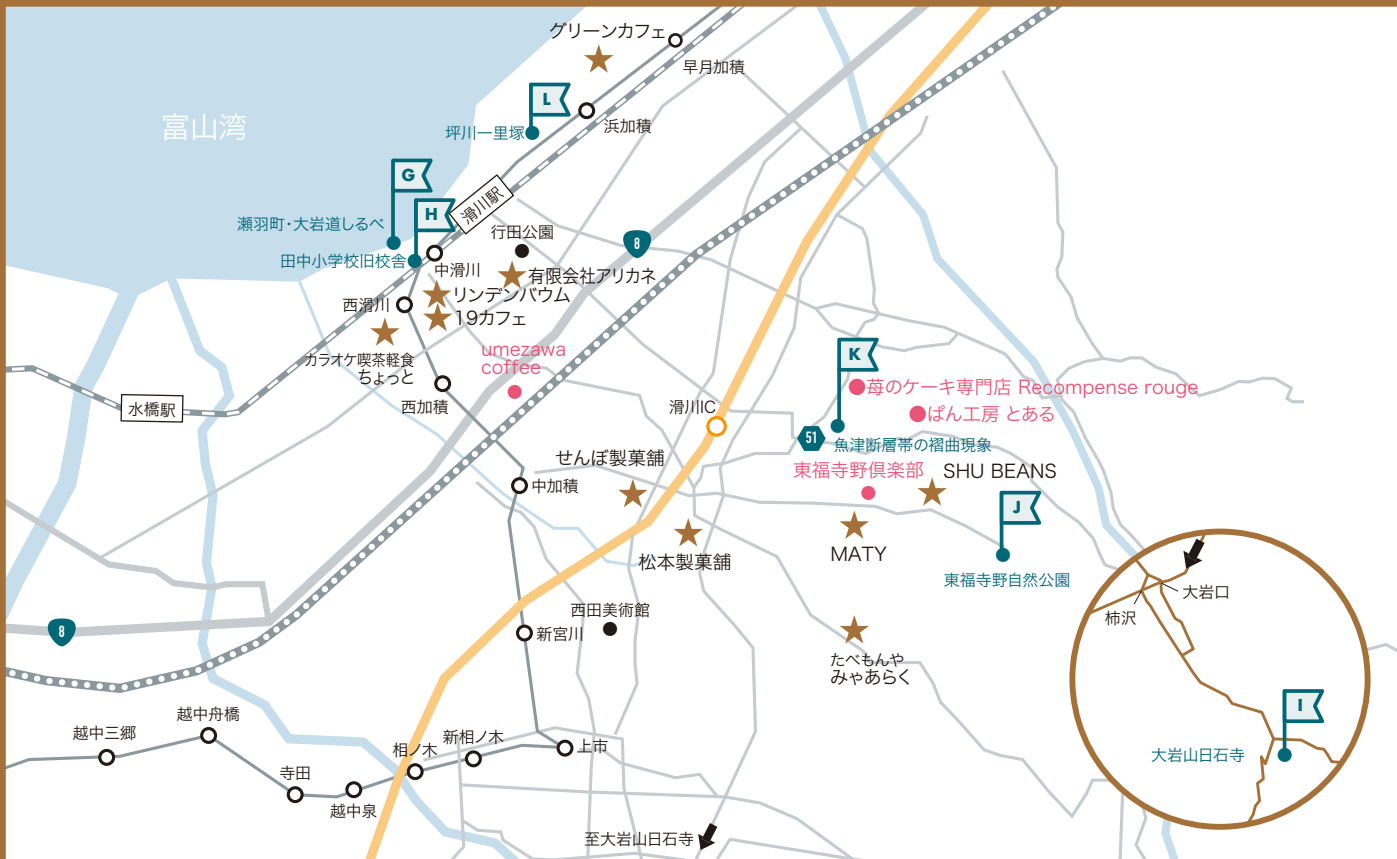 グリーンカフェ
早月加積
L
浜加積
坪川一里塚
富山湾
G
H
滑川駅
瀬羽町・大岩道しるべ
行田公園
8
田中小学校旧校舎
中滑川
有限会社アリカネ
リンデンバウム
西滑川
19カフェ
カラオケ喫茶軽食
ちょっと
umezawa
coffee
K
苺のケーキ専門店 Recompense rouge
水橋駅
西加積
滑川IC
ぱん工房 とある
51
魚津断層帯の褶曲現象
せんぼ製菓舗
東福寺野倶楽部
SHU BEANS
中加積
J
松本製菓舗
MATY
東福寺野自然公園
大岩口
柿沢
西田美術館
8
新宮川
たべもんや
みゃあらく
越中舟橋
越中三郷
新相ノ木
相ノ木
上市
I
大岩山日石寺
寺田
越中泉
至大岩山日石寺